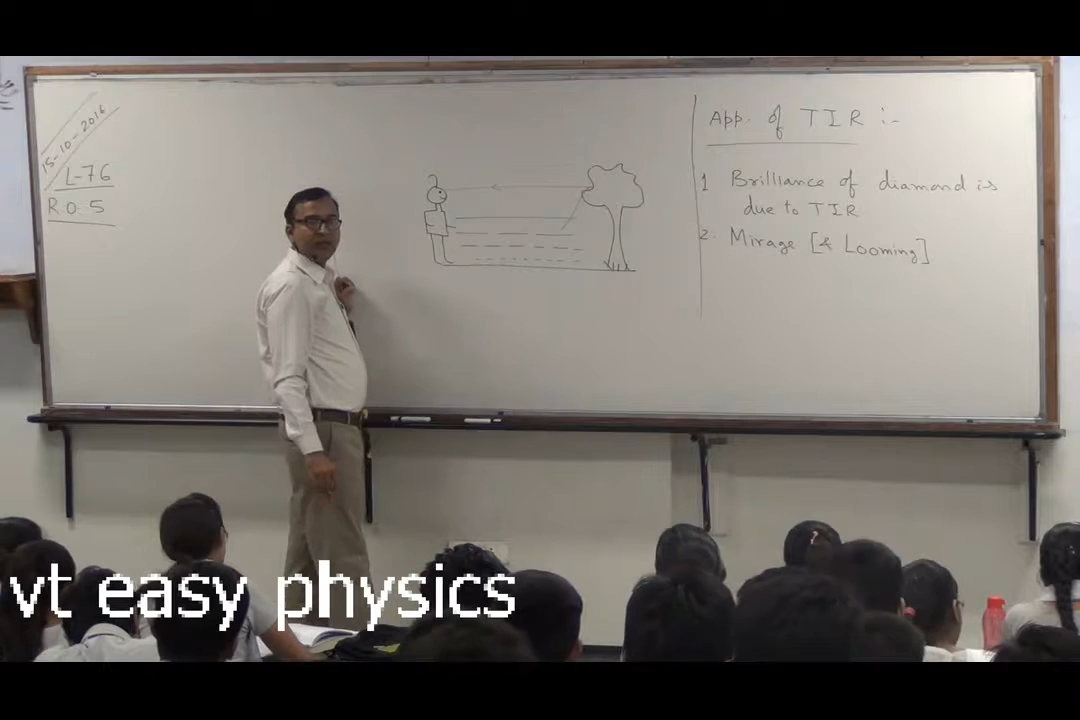 15-10-2016
L-76
R.O. 5
App. of TIR :-
1 Brilliance of diamond is
due to TIR
2. Mirage [& Looming]
vt easy physics